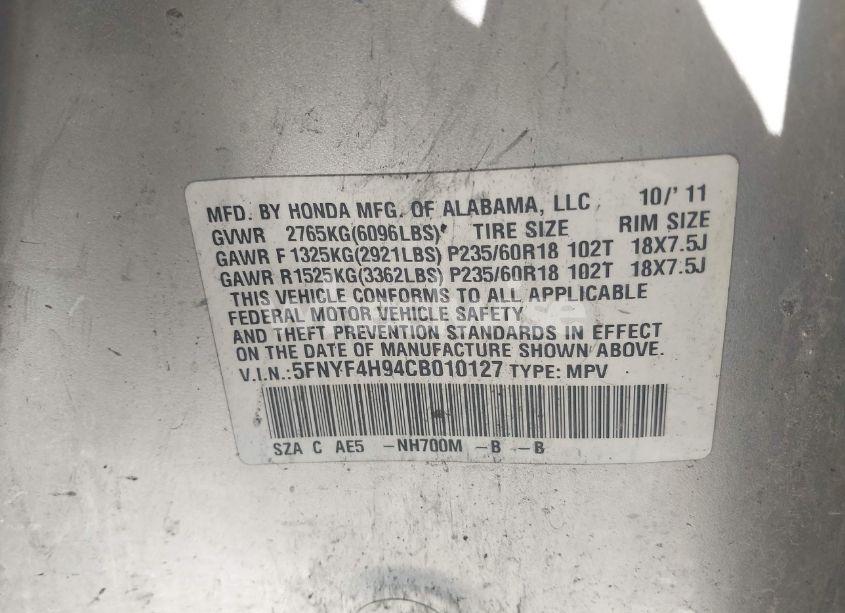 MFD. BY HONDA MFG. OF ALABAMA, LLC 10/'11
GVWR 2765KG(6096LBS) TIRE SIZE RIM SIZE
GAWR F1325KG(2921LBS) P235/60R18 102T 18X7.5J
GAWR R1525KG(3362LBS) P235/60R18 102T 18X7.5J
THIS VEHICLE CONFORMS TO ALL APPLICABLE
FEDERAL MOTOR VEHICLE SAFETY
AND THEFT PREVENTION STANDARDS IN EFFECT
ON THE DATE OF MANUFACTURE SHOWN ABOVE.
V.I.N.:5FNYF4H94CB010127 TYPE: MPV
SZA C AE5 -NH700M -B -B